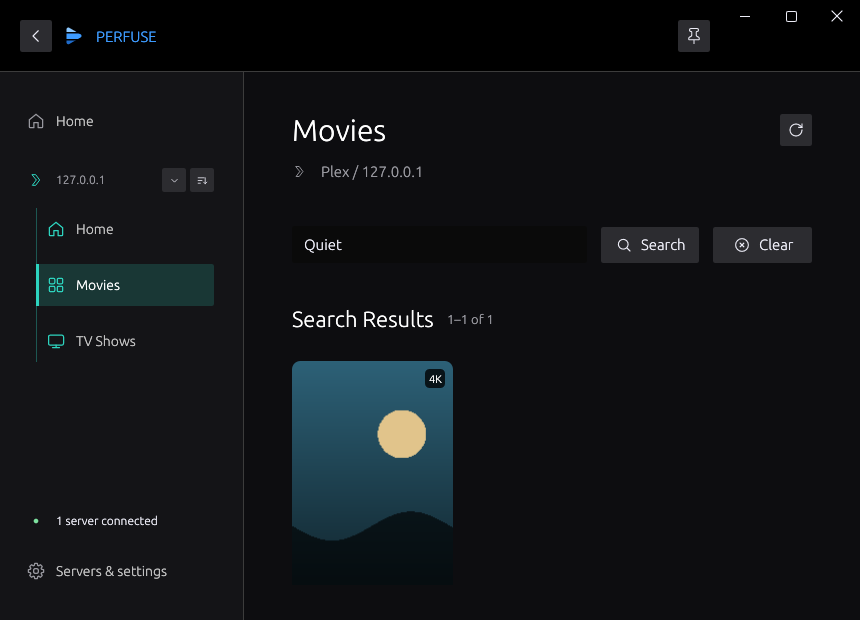 PERFUSE
Home
127.0.0.1
Home
Movies
TV Shows
1 server connected
Servers & settings
Movies
Plex / 127.0.0.1
Quiet
Search
Clear
Search Results 1–1 of 1
4K